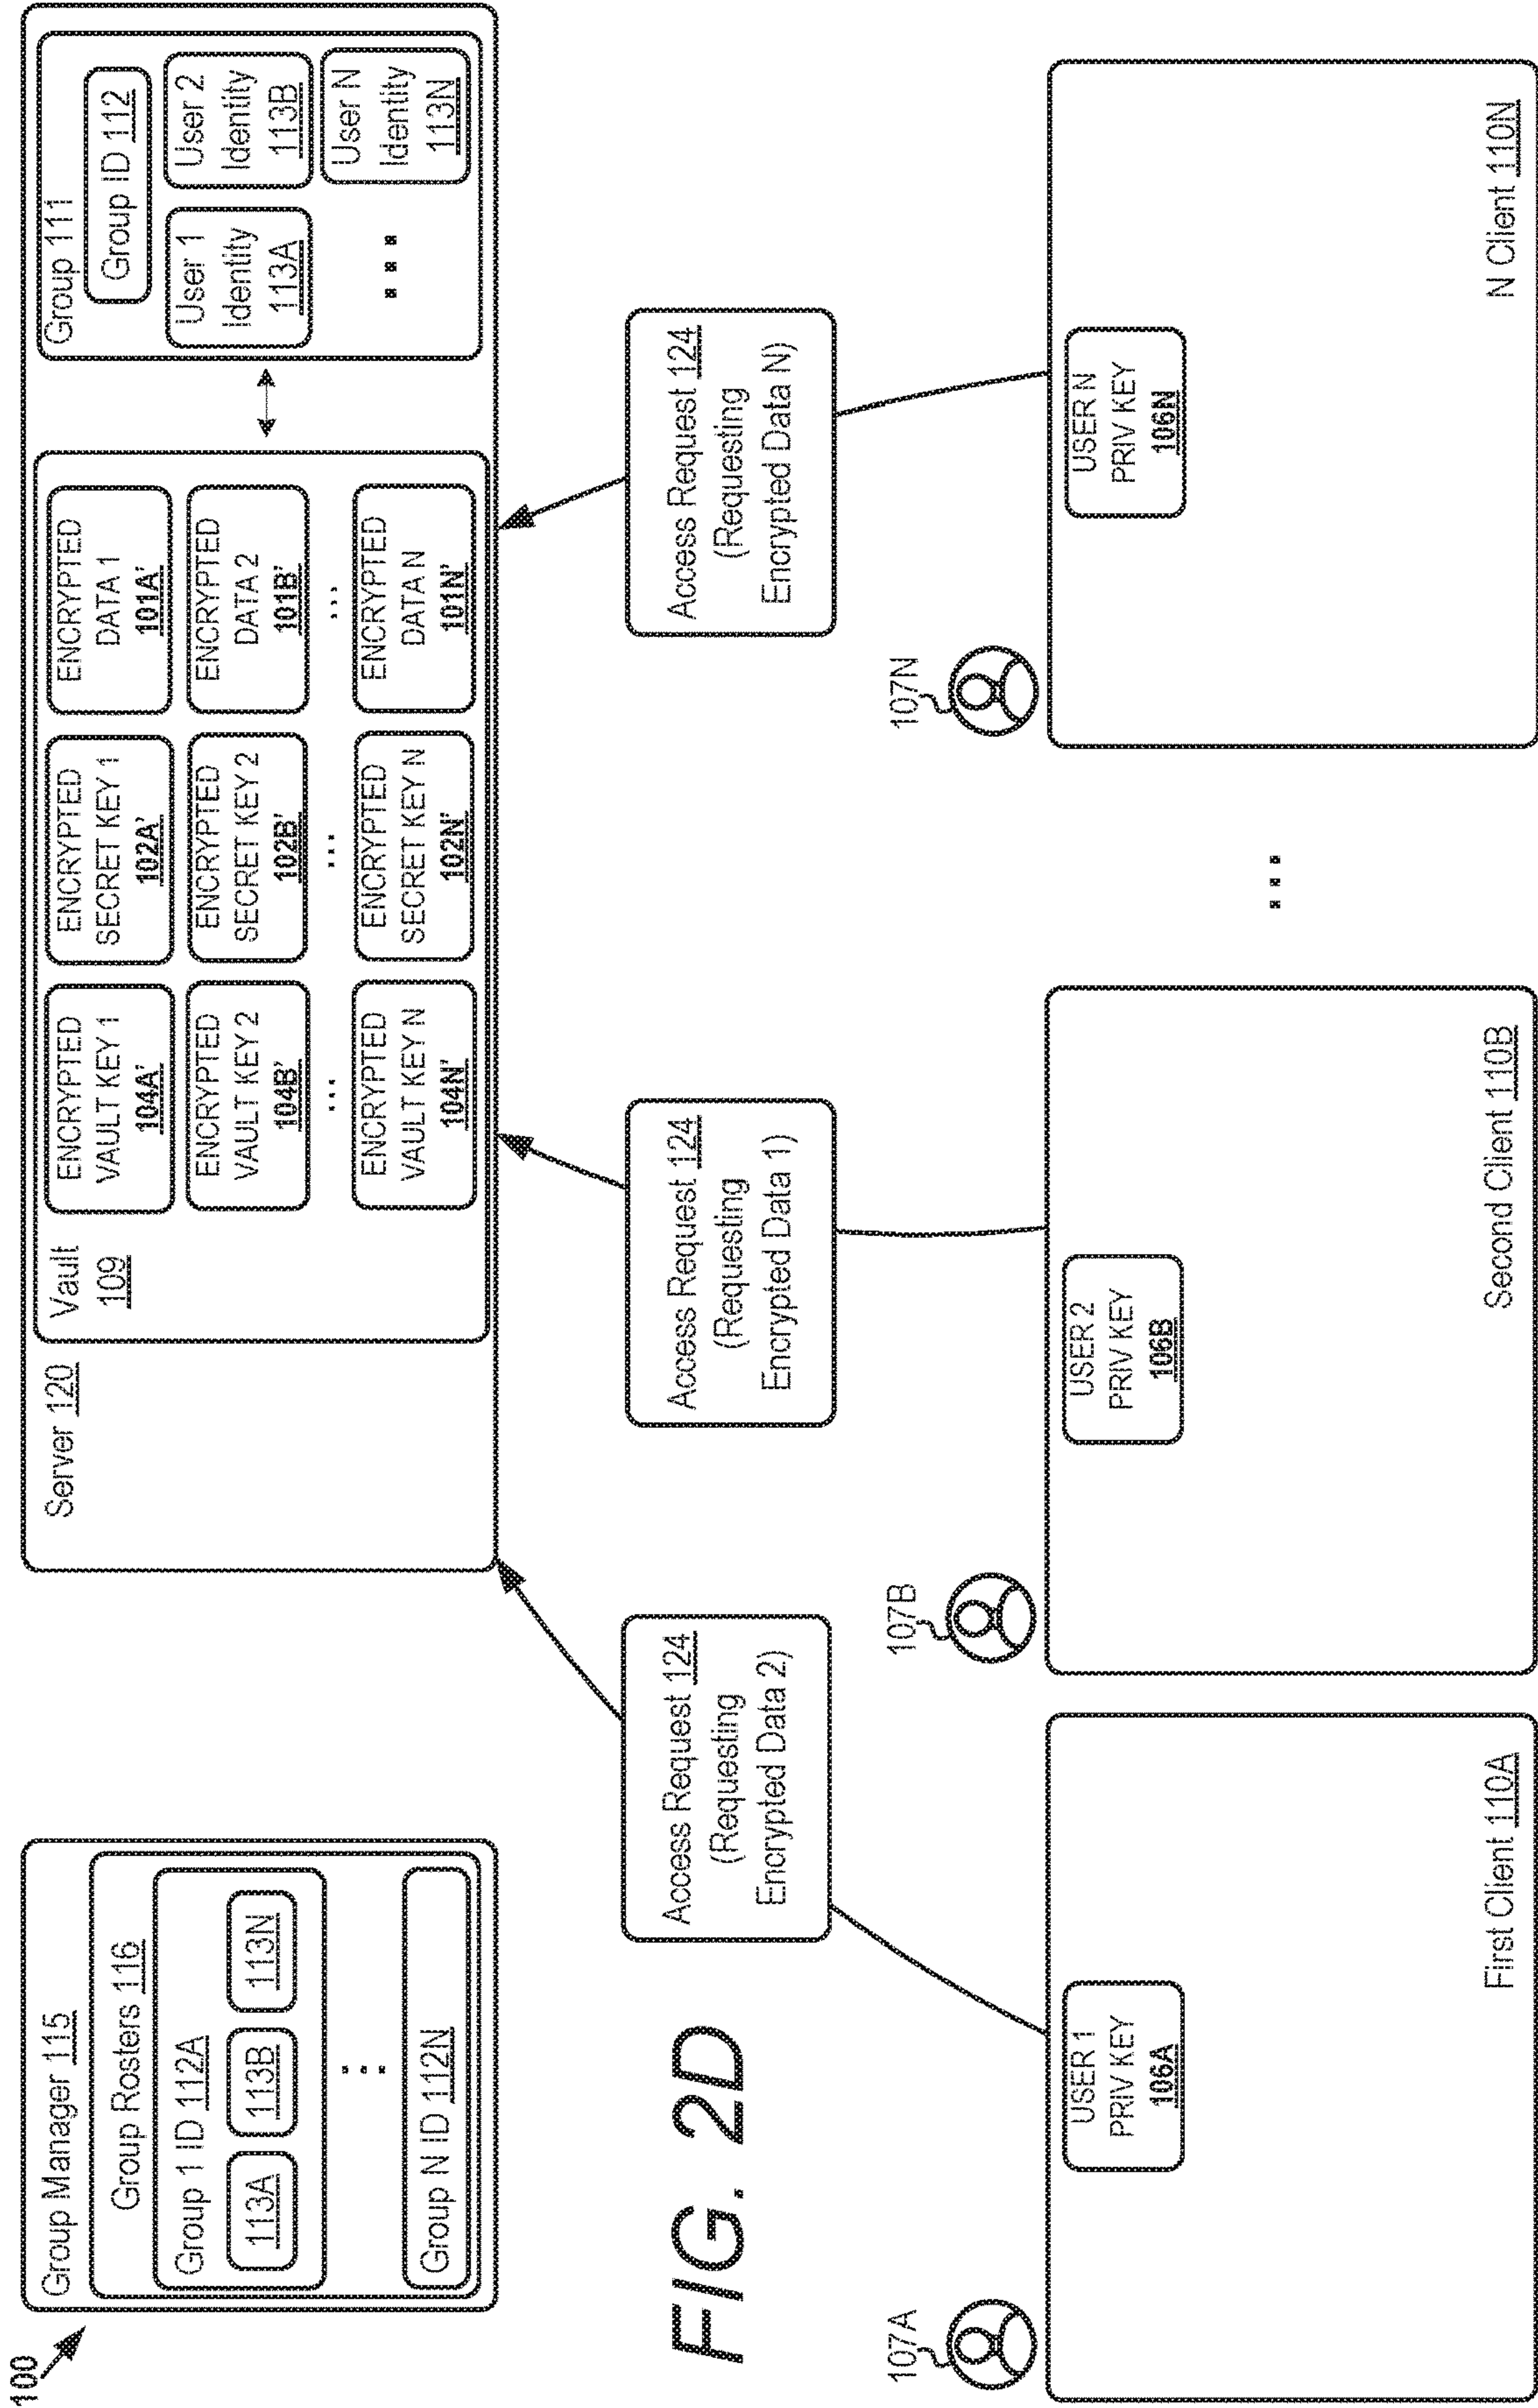 100
Group Manager 115
Group Rosters 116
Group 1 ID 112A
113A
113B
113N
Group N ID 112N
Server 120
Vault
109
ENCRYPTED
VAULT KEY 1
104A'
ENCRYPTED
SECRET KEY 1
102A'
ENCRYPTED
DATA 1
101A'
ENCRYPTED
VAULT KEY 2
104B'
ENCRYPTED
SECRET KEY 2
102B'
ENCRYPTED
DATA 2
101B'
ENCRYPTED
VAULT KEY N
104N'
ENCRYPTED
SECRET KEY N
102N'
ENCRYPTED
DATA N
101N'
Group 111
Group ID 112
User 1
Identity
113A
User 2
Identity
113B
User N
Identity
113N
Access Request 124
(Requesting
Encrypted Data 2)
Access Request 124
(Requesting
Encrypted Data 1)
Access Request 124
(Requesting
Encrypted Data N)
FIG. 2D
107A
USER 1
PRIV KEY
106A
First Client 110A
107B
USER 2
PRIV KEY
106B
Second Client 110B
107N
USER N
PRIV KEY
106N
N Client 110N